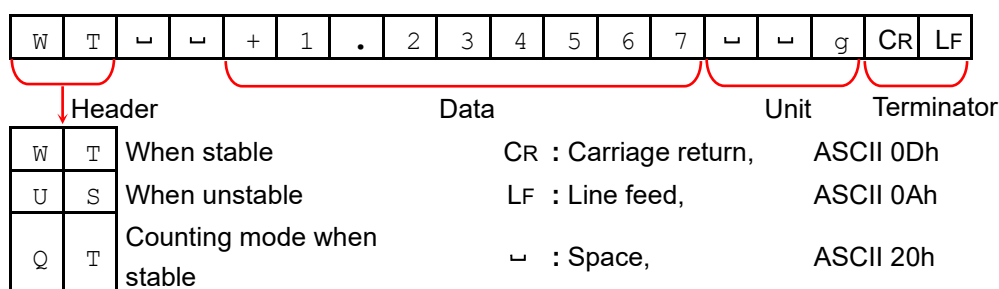 W T ␣ ␣ + 1 . 2 3 4 5 6 7 ␣ ␣ g CR LF
Header Data Unit Terminator
W T When stable CR : Carriage return, ASCII 0Dh
U S When unstable LF : Line feed, ASCII 0Ah
Q T Counting mode when stable ␣ : Space, ASCII 20h